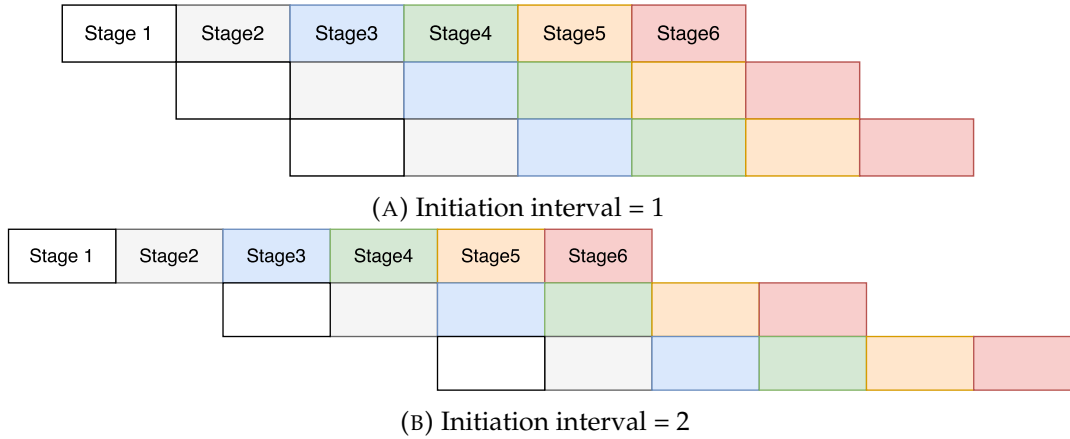 Stage 1 Stage2 Stage3 Stage4 Stage5 Stage6
(A) Initiation interval = 1
Stage 1 Stage2 Stage3 Stage4 Stage5 Stage6
(B) Initiation interval = 2